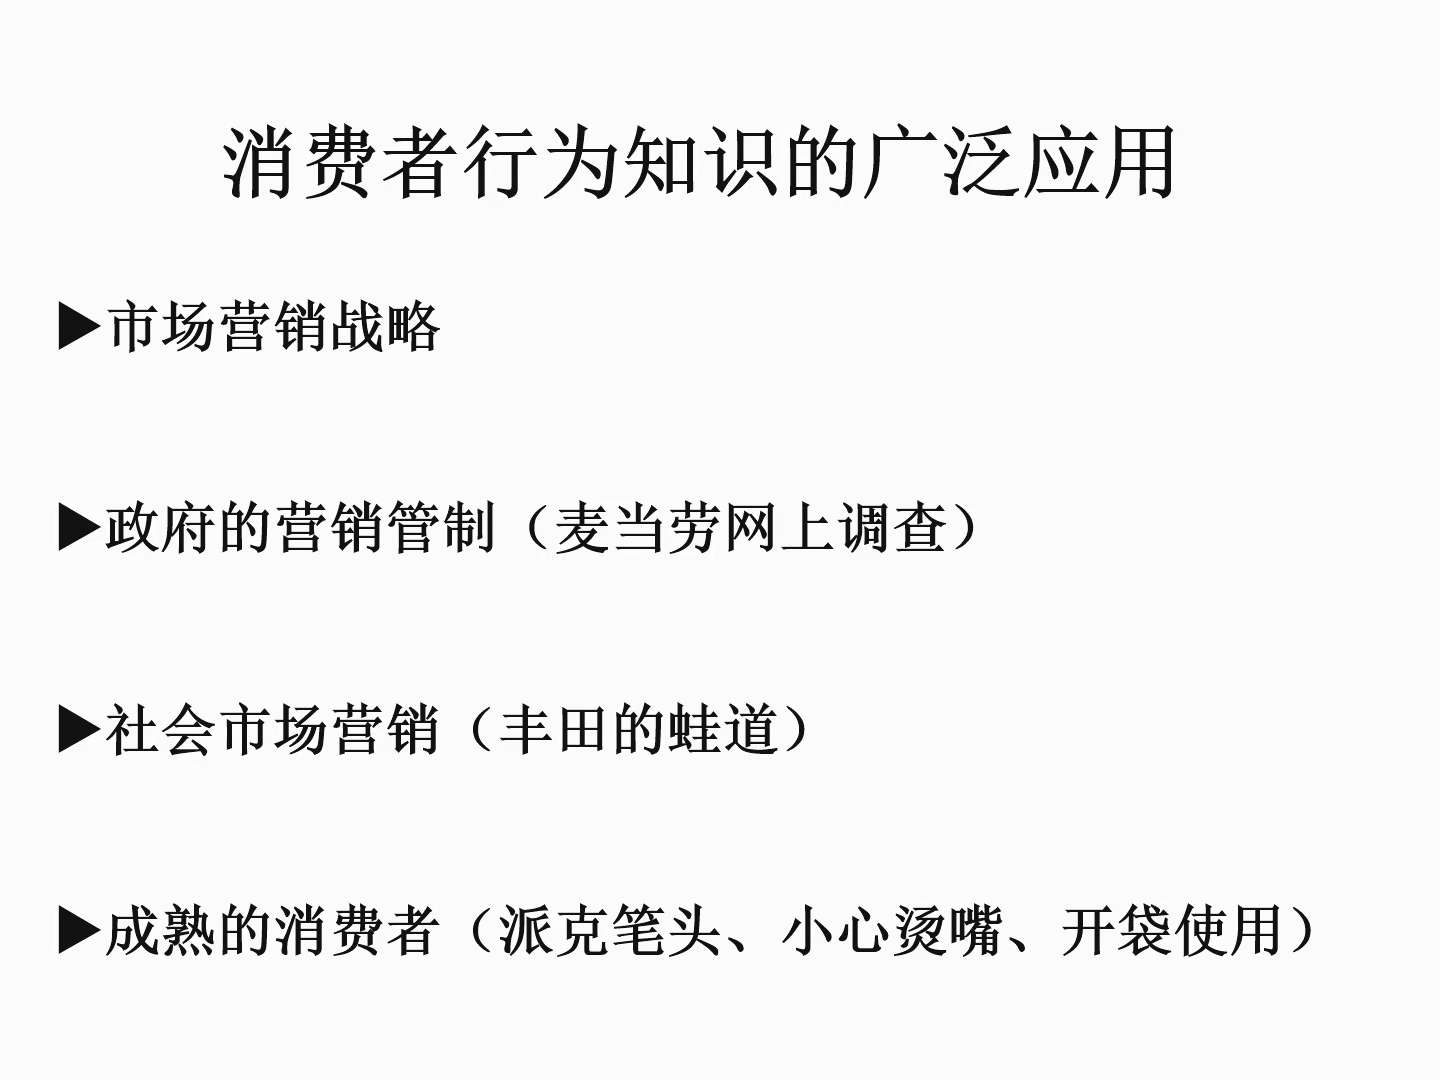 消费者行为知识的广泛应用
▶市场营销战略
▶政府的营销管制（麦当劳网上调查）
▶社会市场营销（丰田的蛙道）
▶成熟的消费者（派克笔头、小心烫嘴、开袋使用）